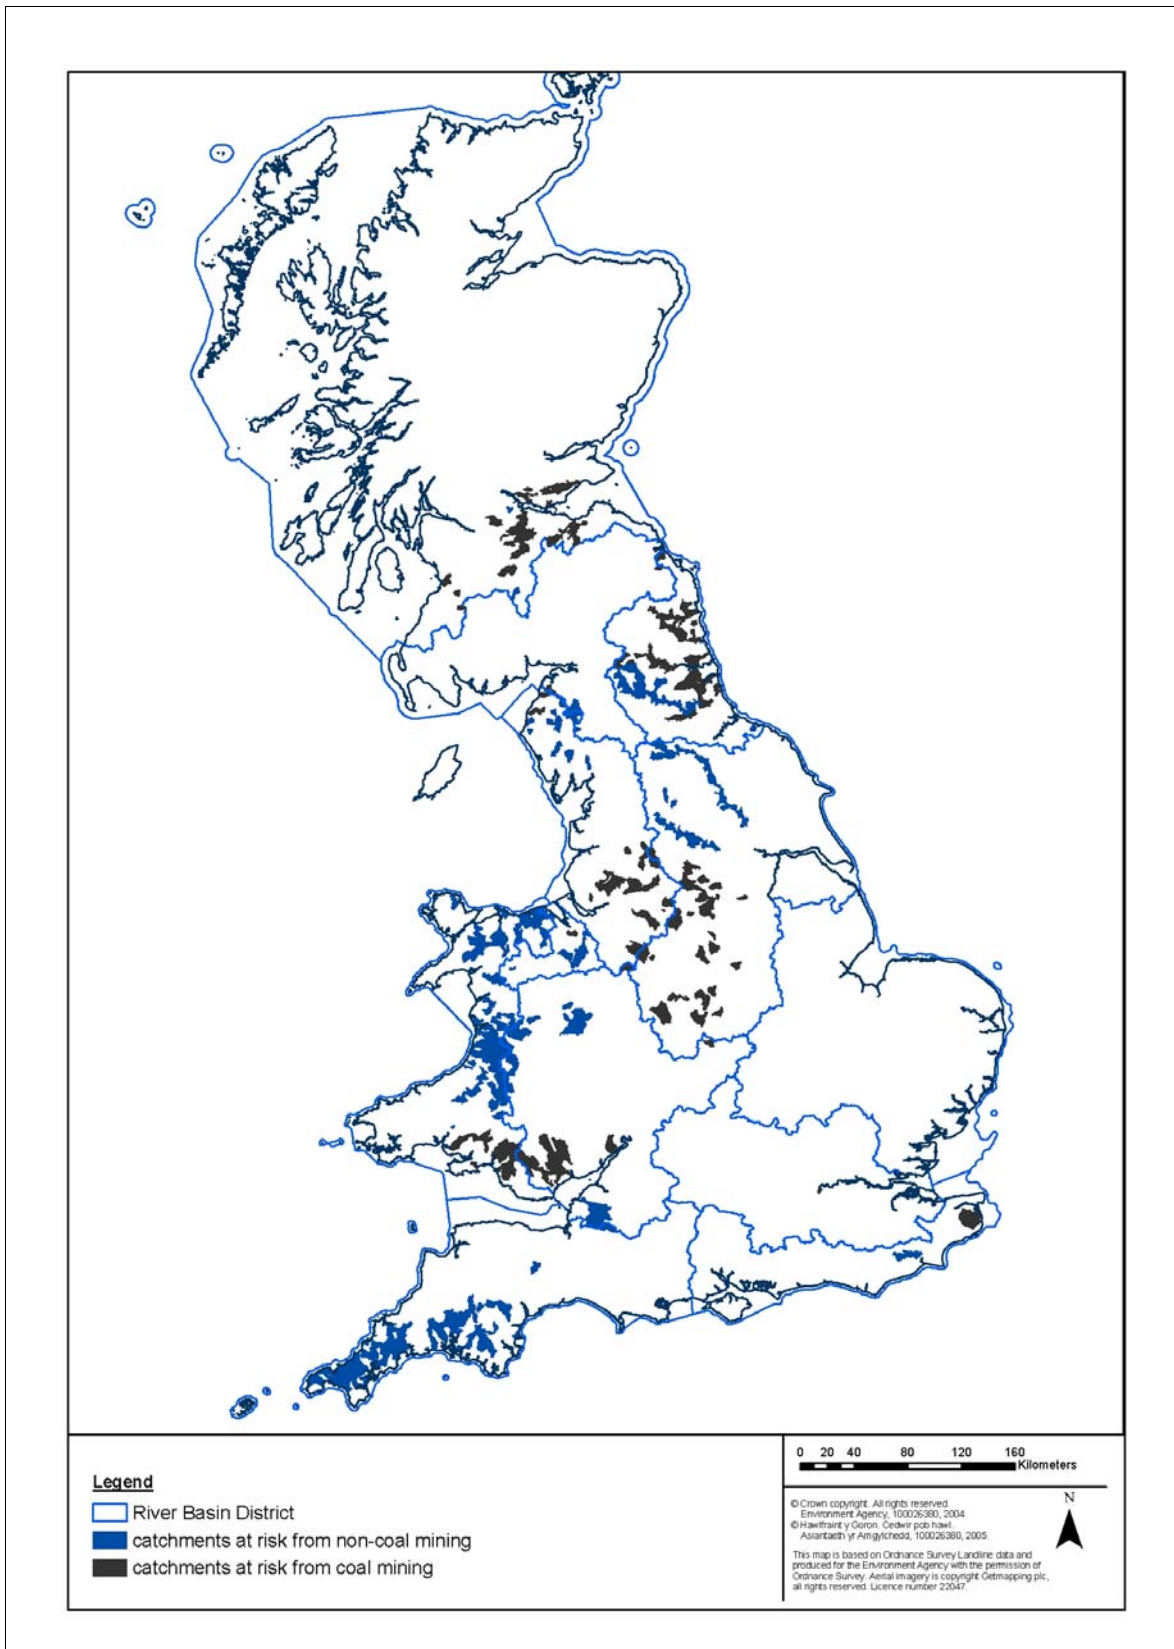 0 20 40 80 120 160
Kilometers
Legend
River Basin District
catchments at risk from non-coal mining
catchments at risk from coal mining
N
© Crown copyright. All rights reserved.
Environment Agency, 100026380, 2004.
© Hawlfraint y Goron. Cedwir pob hawl.
Asiantaeth yr Amgylchedd, 100026380, 2005.
This map is based on Ordnance Survey Landline data and
produced for the Environment Agency with the permission of
Ordnance Survey. Aerial imagery is copyright Getmapping plc,
all rights reserved. Licence number 22047.